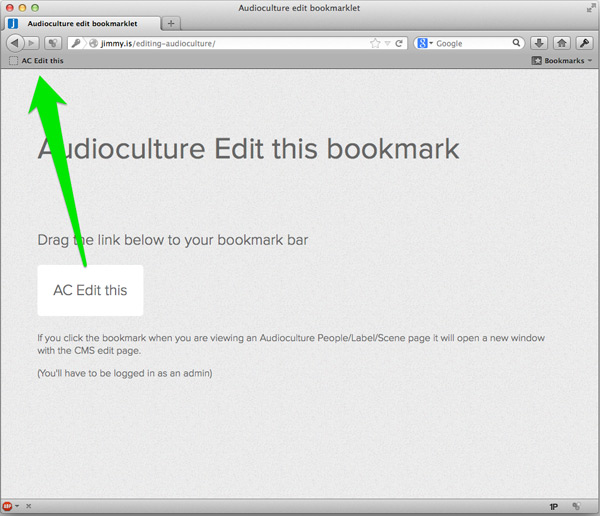 Audioculture edit bookmarklet
Audioculture edit bookmarklet
jimmy.is/editing-audioculture/
Google
AC Edit this
Bookmarks
Audioculture Edit this bookmark
Drag the link below to your bookmark bar
AC Edit this
If you click the bookmark when you are viewing an Audioculture People/Label/Scene page it will open a new window
with the CMS edit page.
(You'll have to be logged in as an admin)
ABP
1P